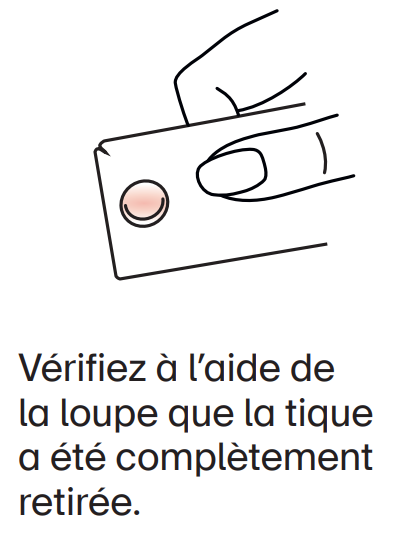 Vérifiez à l’aide de
la loupe que la tique
a été complètement
retirée.